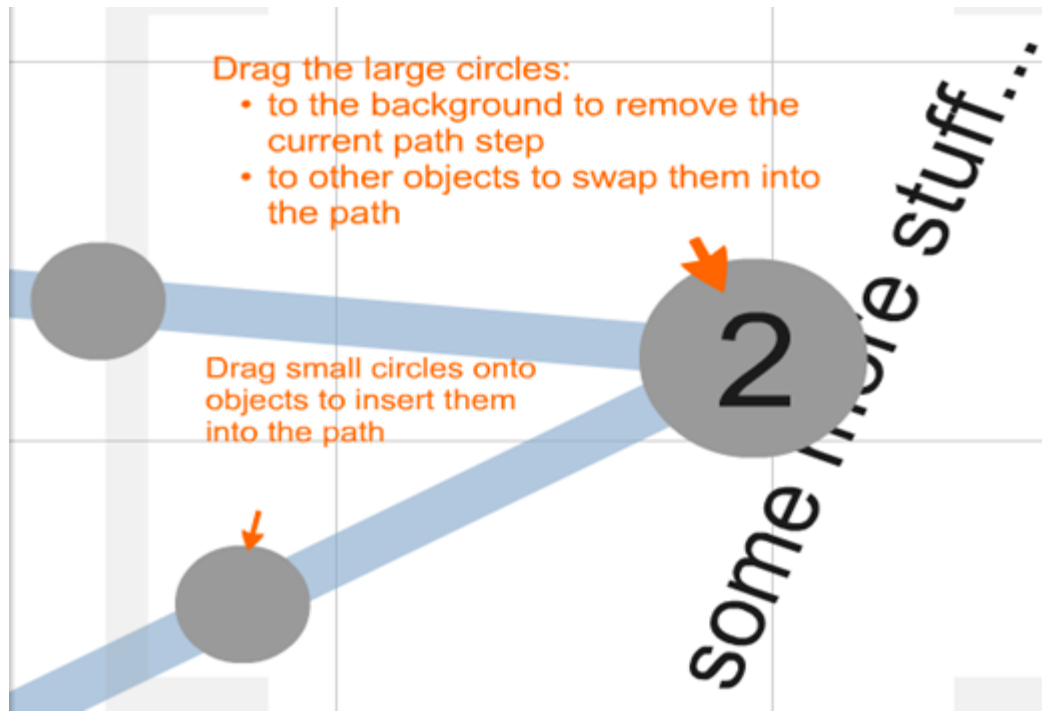 Drag the large circles:
• to the background to remove the
current path step
• to other objects to swap them into
the path
2
Drag small circles onto
objects to insert them
into the path
some more stuff...